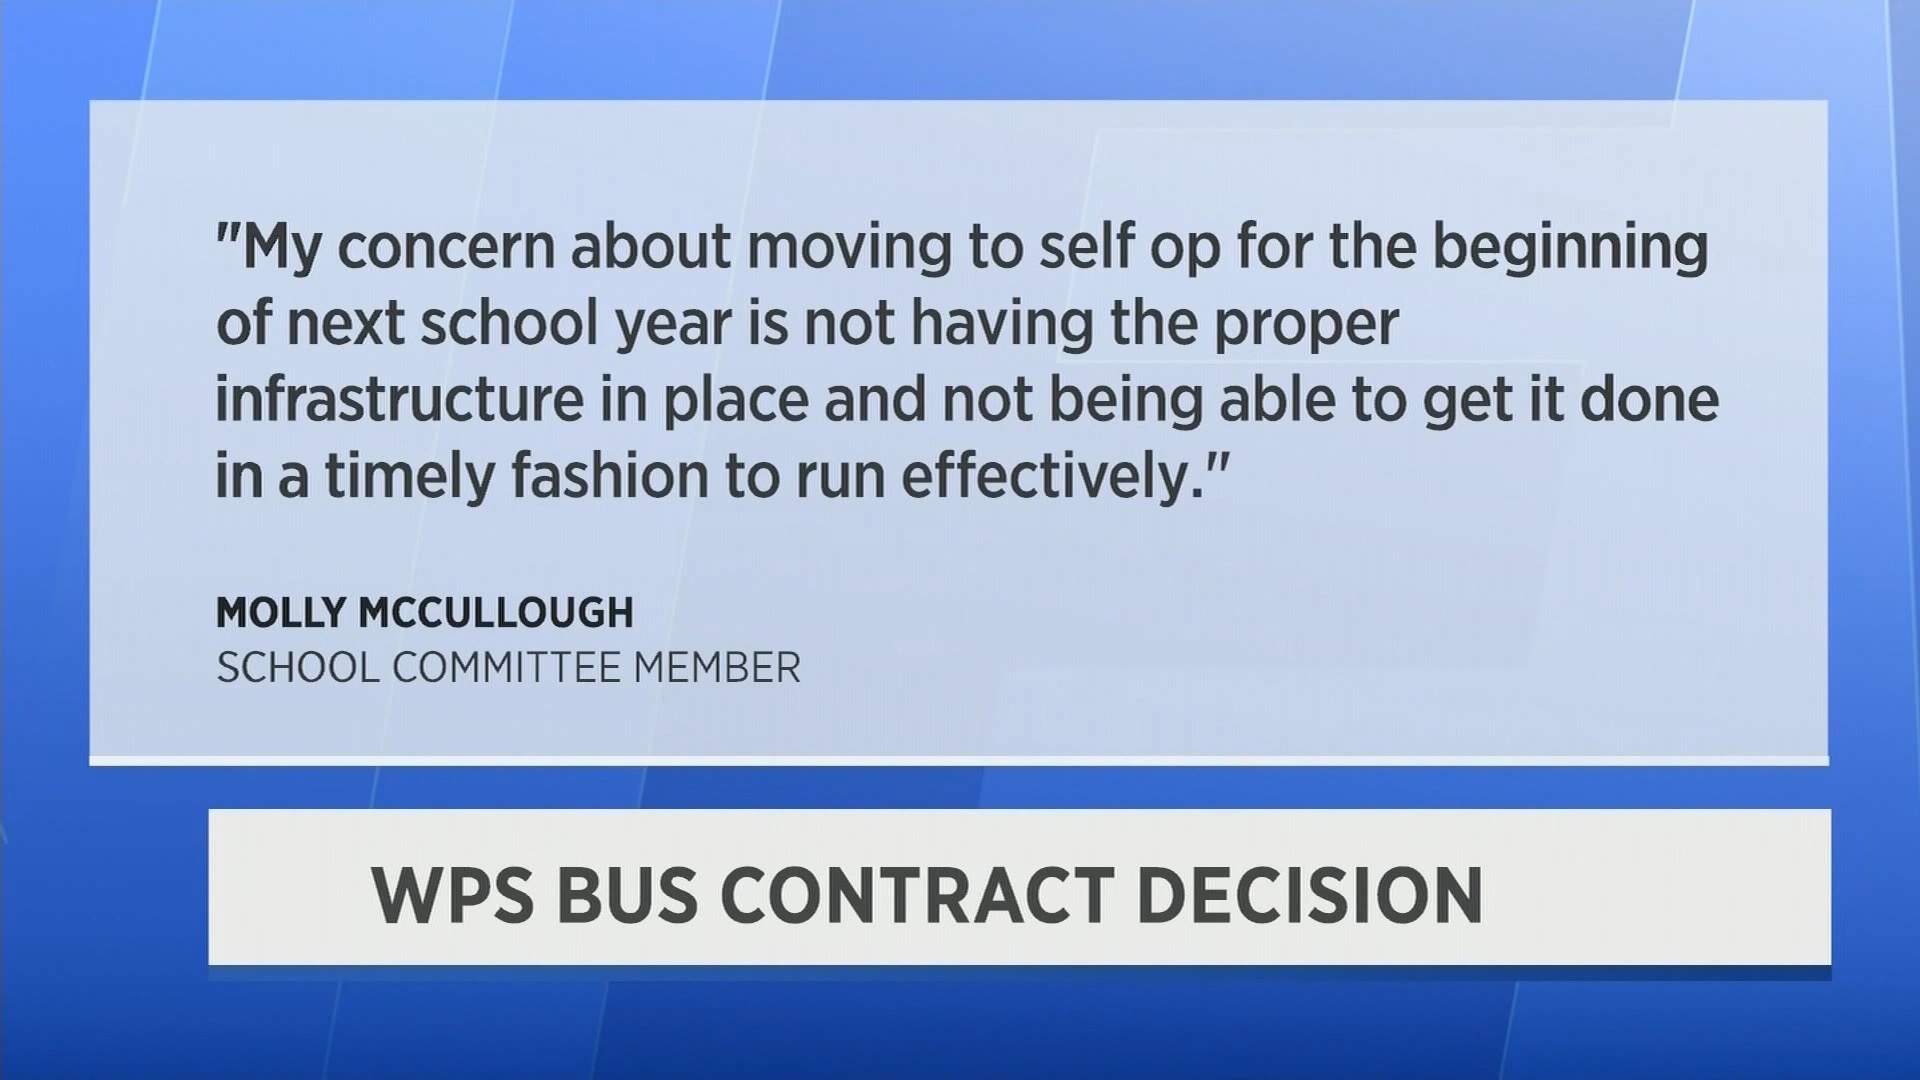 "My concern about moving to self op for the beginning
of next school year is not having the proper
infrastructure in place and not being able to get it done
in a timely fashion to run effectively."
MOLLY MCCULLOUGH
SCHOOL COMMITTEE MEMBER
WPS BUS CONTRACT DECISION